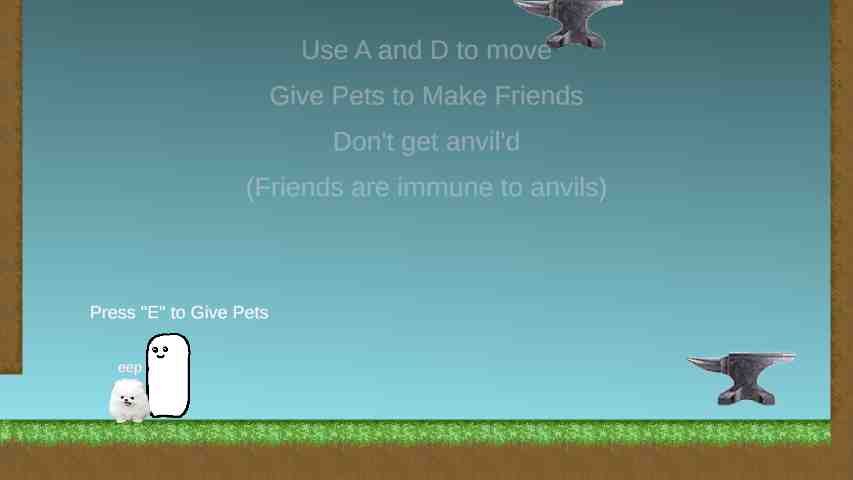 Use A and D to move
Give Pets to Make Friends
Don't get anvil'd
(Friends are immune to anvils)
Press "E" to Give Pets
eep